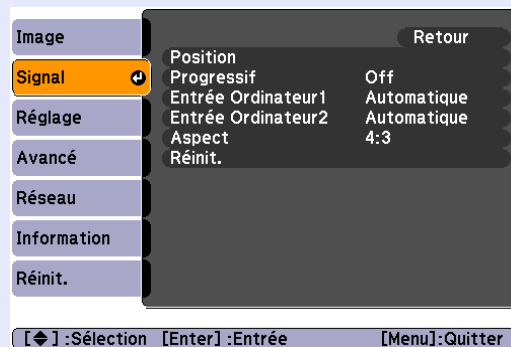 Image
Signal
Réglage
Avancé
Réseau
Information
Réinit.
Retour
Position
Progressif Off
Entrée Ordinateur1 Automatique
Entrée Ordinateur2 Automatique
Aspect 4:3
Réinit.
[◆] :Sélection [Enter] :Entrée [Menu]:Quitter